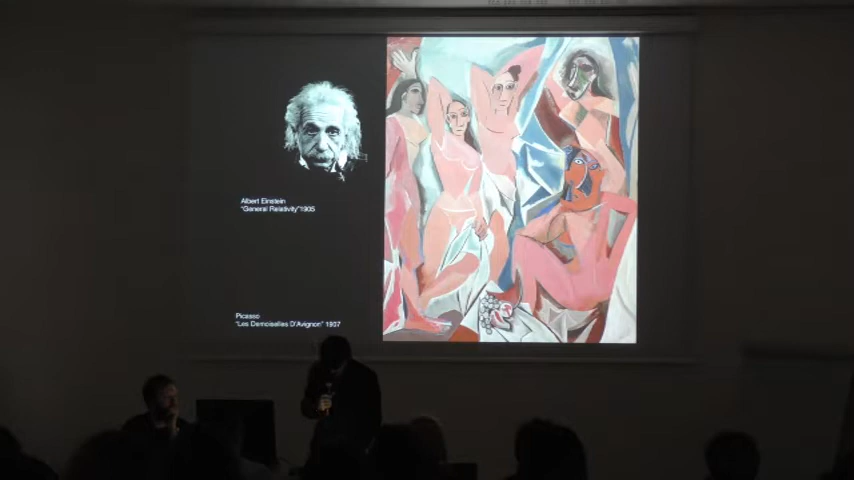 Albert Einstein
"General Relativity"1905
Picasso
"Les Demoiselles D'Avignon" 1907